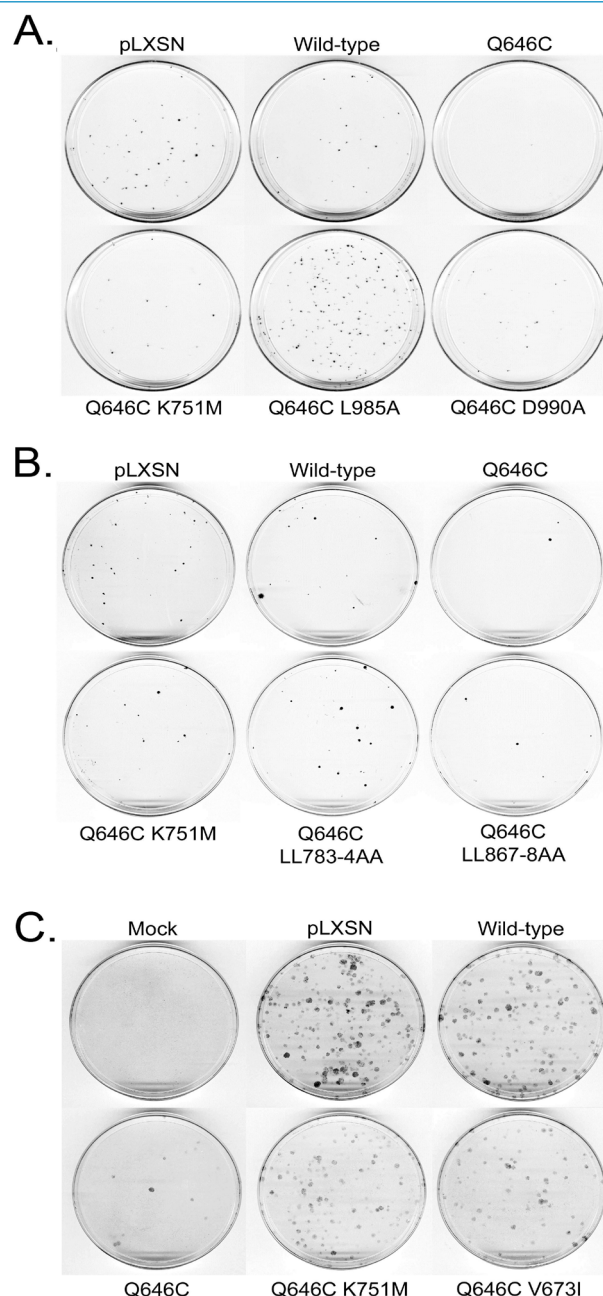 A.
pLXSN Wild-type Q646C
Q646C K751M Q646C L985A Q646C D990A
B.
pLXSN Wild-type Q646C
Q646C K751M Q646C Q646C
LL783-4AA LL867-8AA
C.
Mock pLXSN Wild-type
Q646C Q646C K751M Q646C V673I